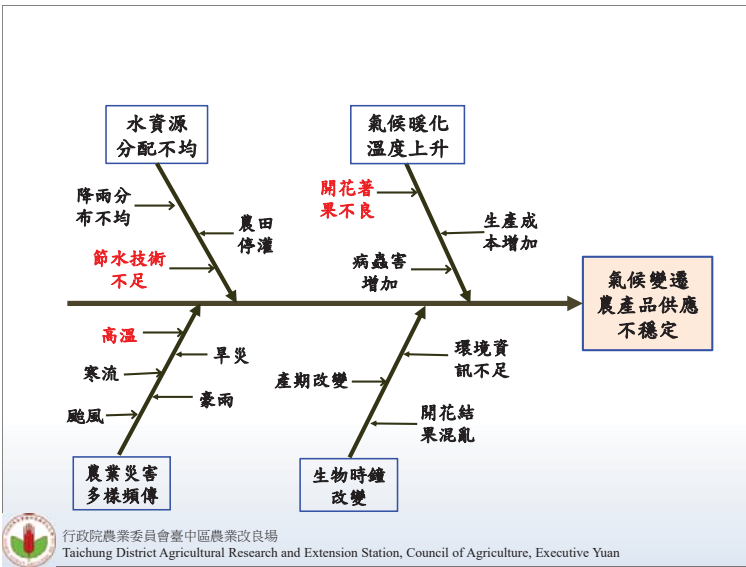 水資源
分配不均
氣候暖化
溫度上升
降雨分
布不均
農田
停灌
節水技術
不足
開花著
果不良
生產成
本增加
病蟲害
增加
氣候變遷
農產品供應
不穩定
高溫
旱災
寒流
豪雨
颱風
產期改變
環境資
訊不足
開花結
果混亂
農業災害
多樣頻傳
生物時鐘
改變
行政院農業委員會臺中區農業改良場
Taichung District Agricultural Research and Extension Station, Council of Agriculture, Executive Yuan